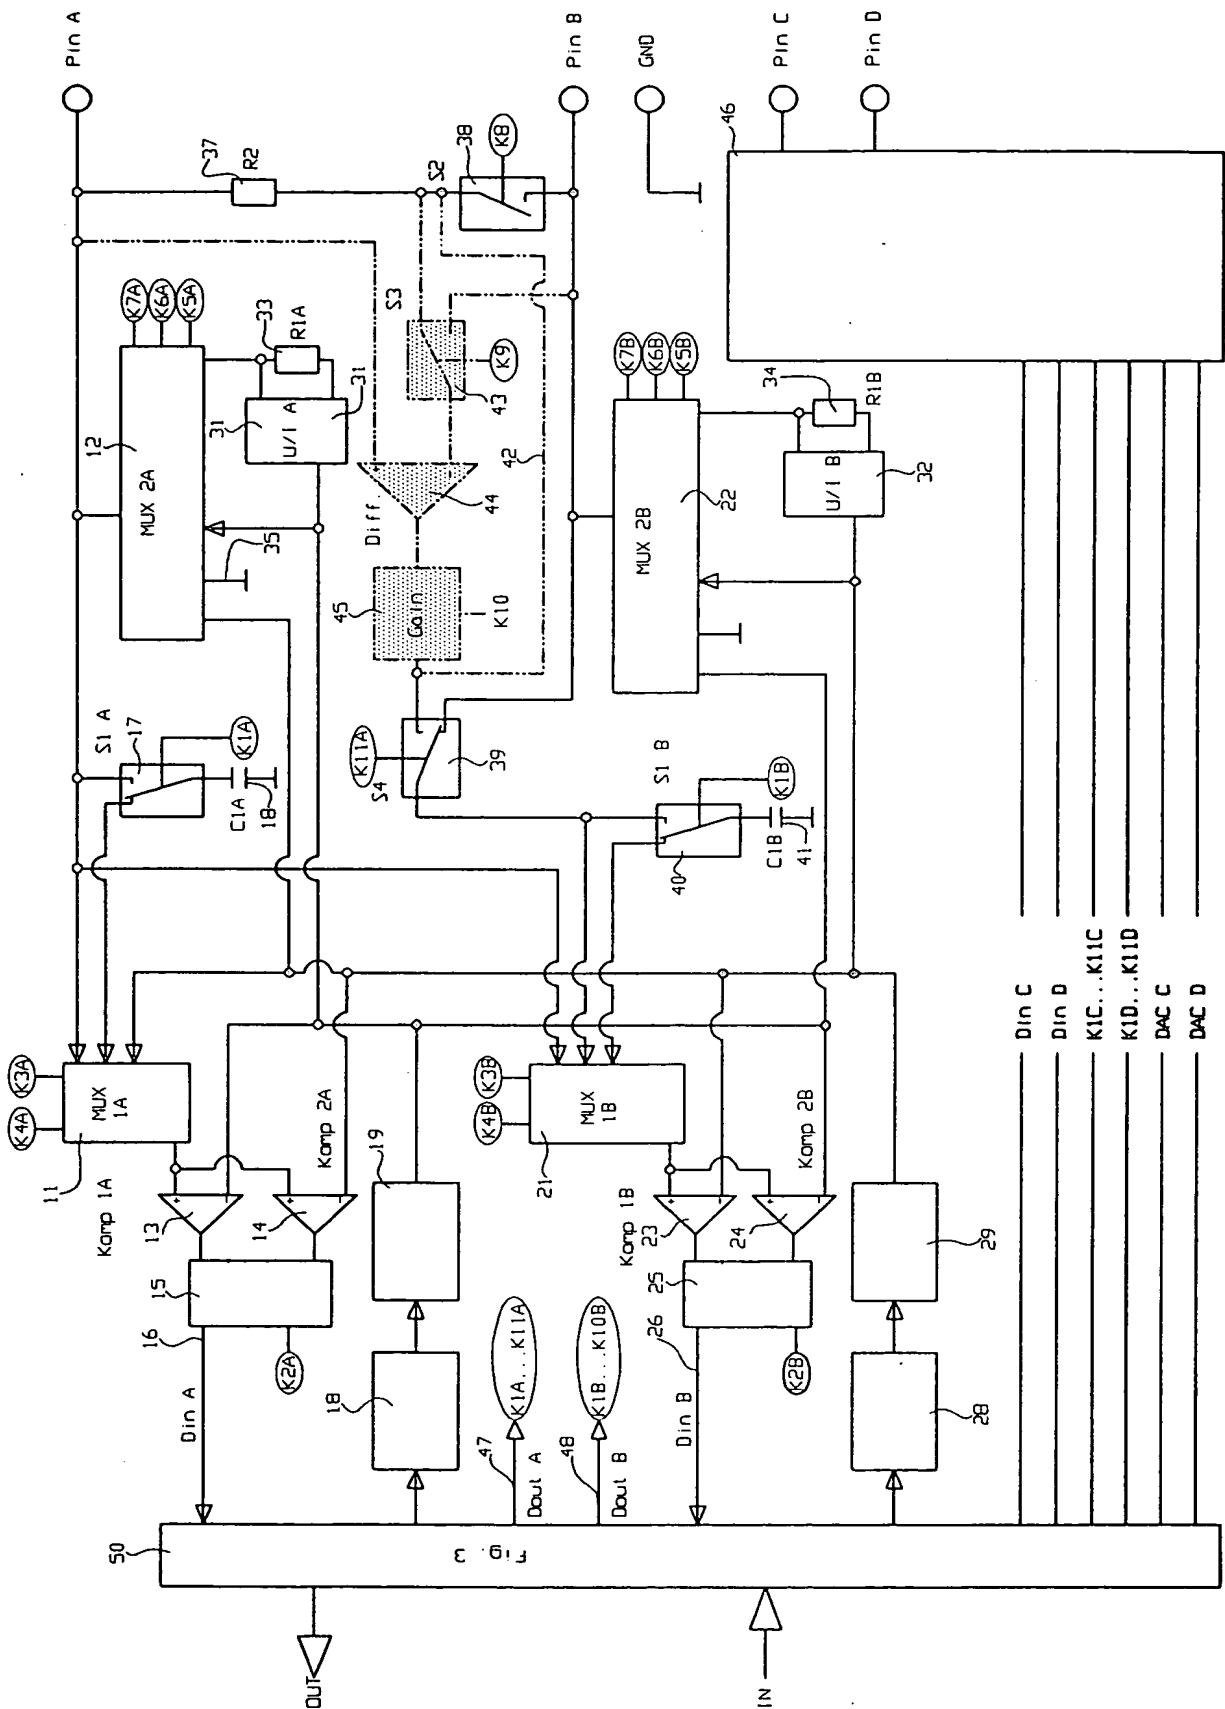 Pin A
Pin B
GND
Pin C
Pin D
37
R2
S2
38
K8
46
K7A
K6A
K5A
33
R1A
12
MUX 2A
31
U/I A
31
35
S3
K9
43
42
Diff.
44
45
Gain
K10
K7B
K6B
K5B
34
R1B
22
MUX 2B
U/I B
32
S1 A
17
K1A
C1A
18
K11A
S4
39
S1 B
K1B
40
C1B
41
K3A
K4A
MUX
1A
11
Komp 1A
13
14
Komp 2A
15
16
K2A
Din A
19
18
K3B
K4B
MUX
1B
21
Komp 1B
23
24
Komp 2B
25
26
K2B
Din B
29
28
K1A...K11A
47
Dout A
K1B...K10B
48
Dout B
Din C
Din D
K1C...K11C
K1D...K11D
DAC C
DAC D
50
Fig. 3
OUT
IN